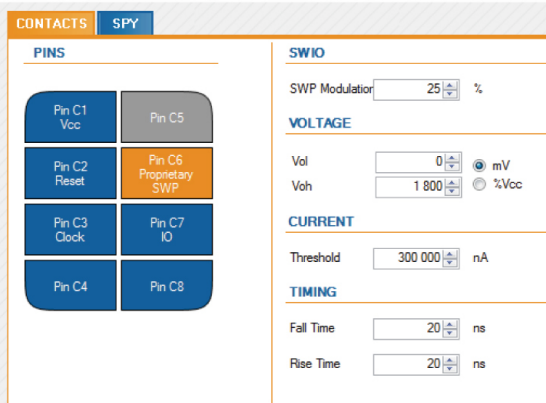 CONTACTS SPY
PINS
Pin C1
Vcc
Pin C5
Pin C2
Reset
Pin C6
Proprietary
SWP
Pin C3
Clock
Pin C7
IO
Pin C4
Pin C8
SWIO
SWP Modulation 25 %
VOLTAGE
Vol 0 mV
Voh 1 800 %Vcc
CURRENT
Threshold 300 000 nA
TIMING
Fall Time 20 ns
Rise Time 20 ns